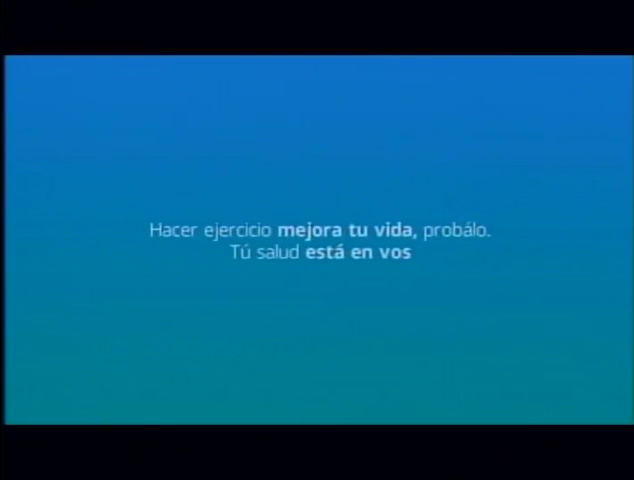 Hacer ejercicio mejora tu vida, probálo.
Tú salud está en vos